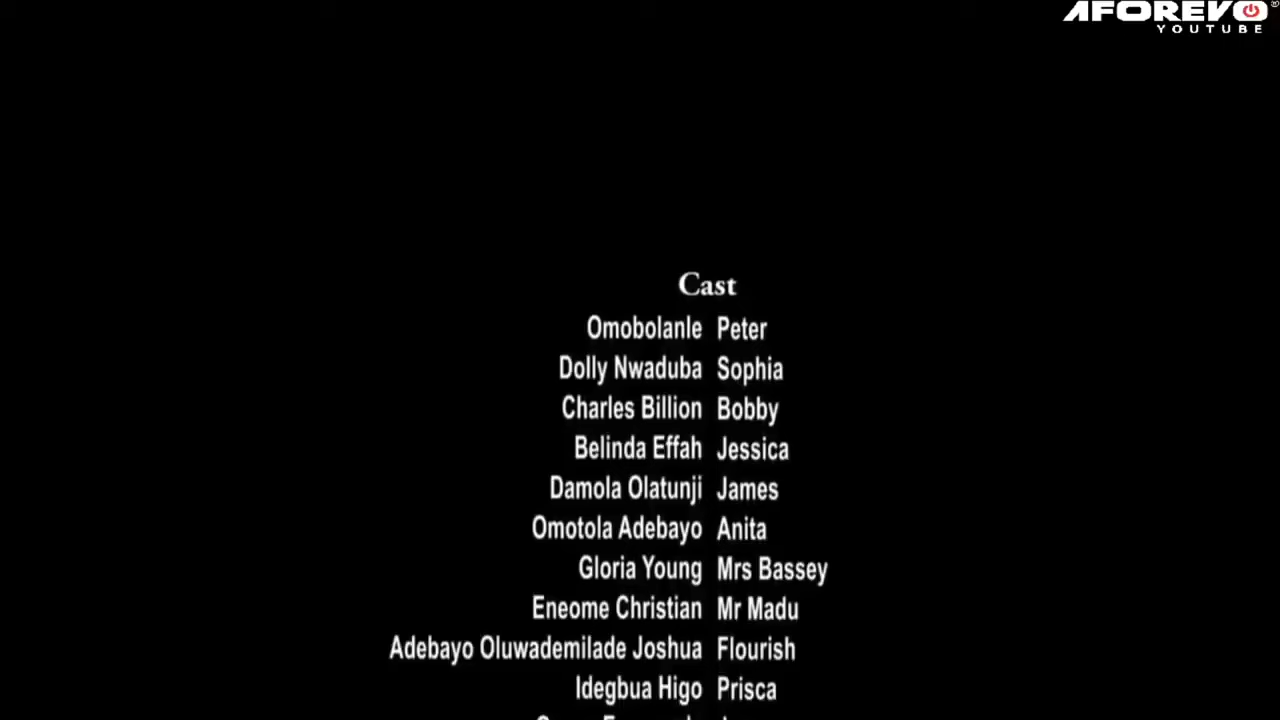 AFOREVO
YOUTUBE
Cast
Omobolanle Peter
Dolly Nwaduba Sophia
Charles Billion Bobby
Belinda Effah Jessica
Damola Olatunji James
Omotola Adebayo Anita
Gloria Young Mrs Bassey
Eneome Christian Mr Madu
Adebayo Oluwademilade Joshua Flourish
Idegbua Higo Prisca